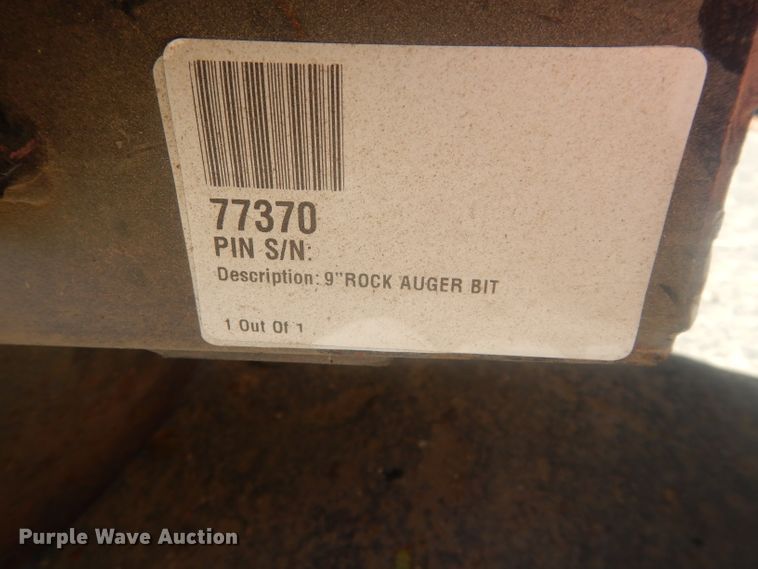 77370
PIN S/N:
Description: 9"ROCK AUGER BIT
1 Out Of 1
Purple Wave Auction